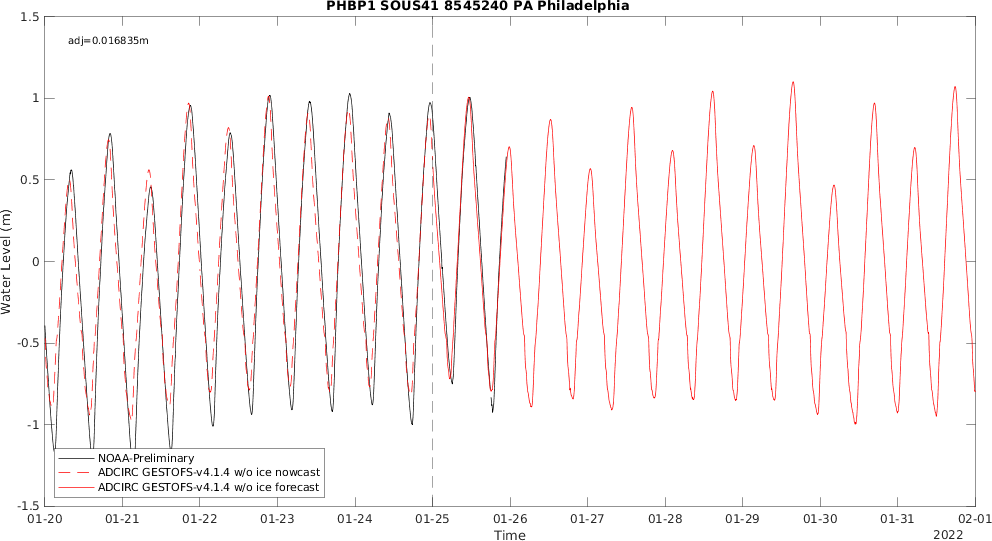 PHBP1 SOUS41 8545240 PA Philadelphia
adj=0.016835m
1.5
1
0.5
0
-0.5
-1
-1.5
Water Level (m)
NOAA-Preliminary
ADCIRC GESTOFS-v4.1.4 w/o ice nowcast
ADCIRC GESTOFS-v4.1.4 w/o ice forecast
01-20 01-21 01-22 01-23 01-24 01-25 01-26 01-27 01-28 01-29 01-30 01-31 02-01
Time
2022